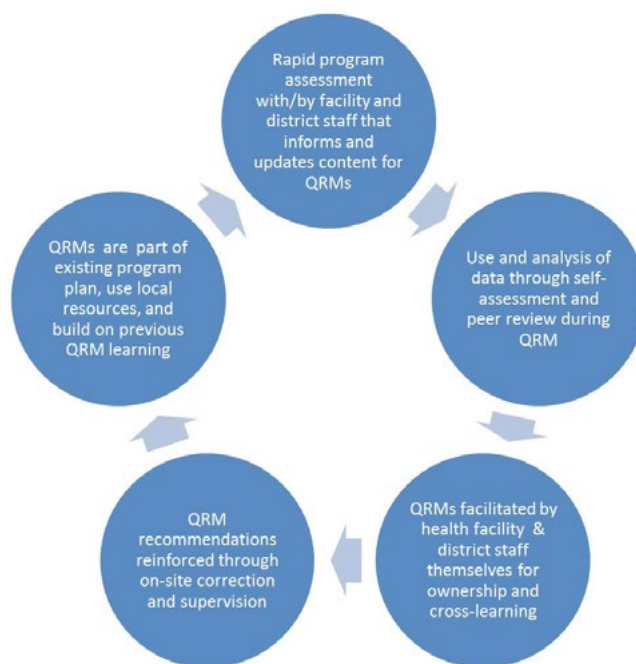 Rapid program
assessment
with/by facility and
district staff that
informs and
updates content for
QRMs
Use and analysis of
data through self-
assessment and
peer review during
QRM
QRMs facilitated by
health facility &
district staff
themselves for
ownership and
cross-learning
QRM
recommendations
reinforced through
on-site correction
and supervision
QRMs are part of
existing program
plan, use local
resources, and
build on previous
QRM learning